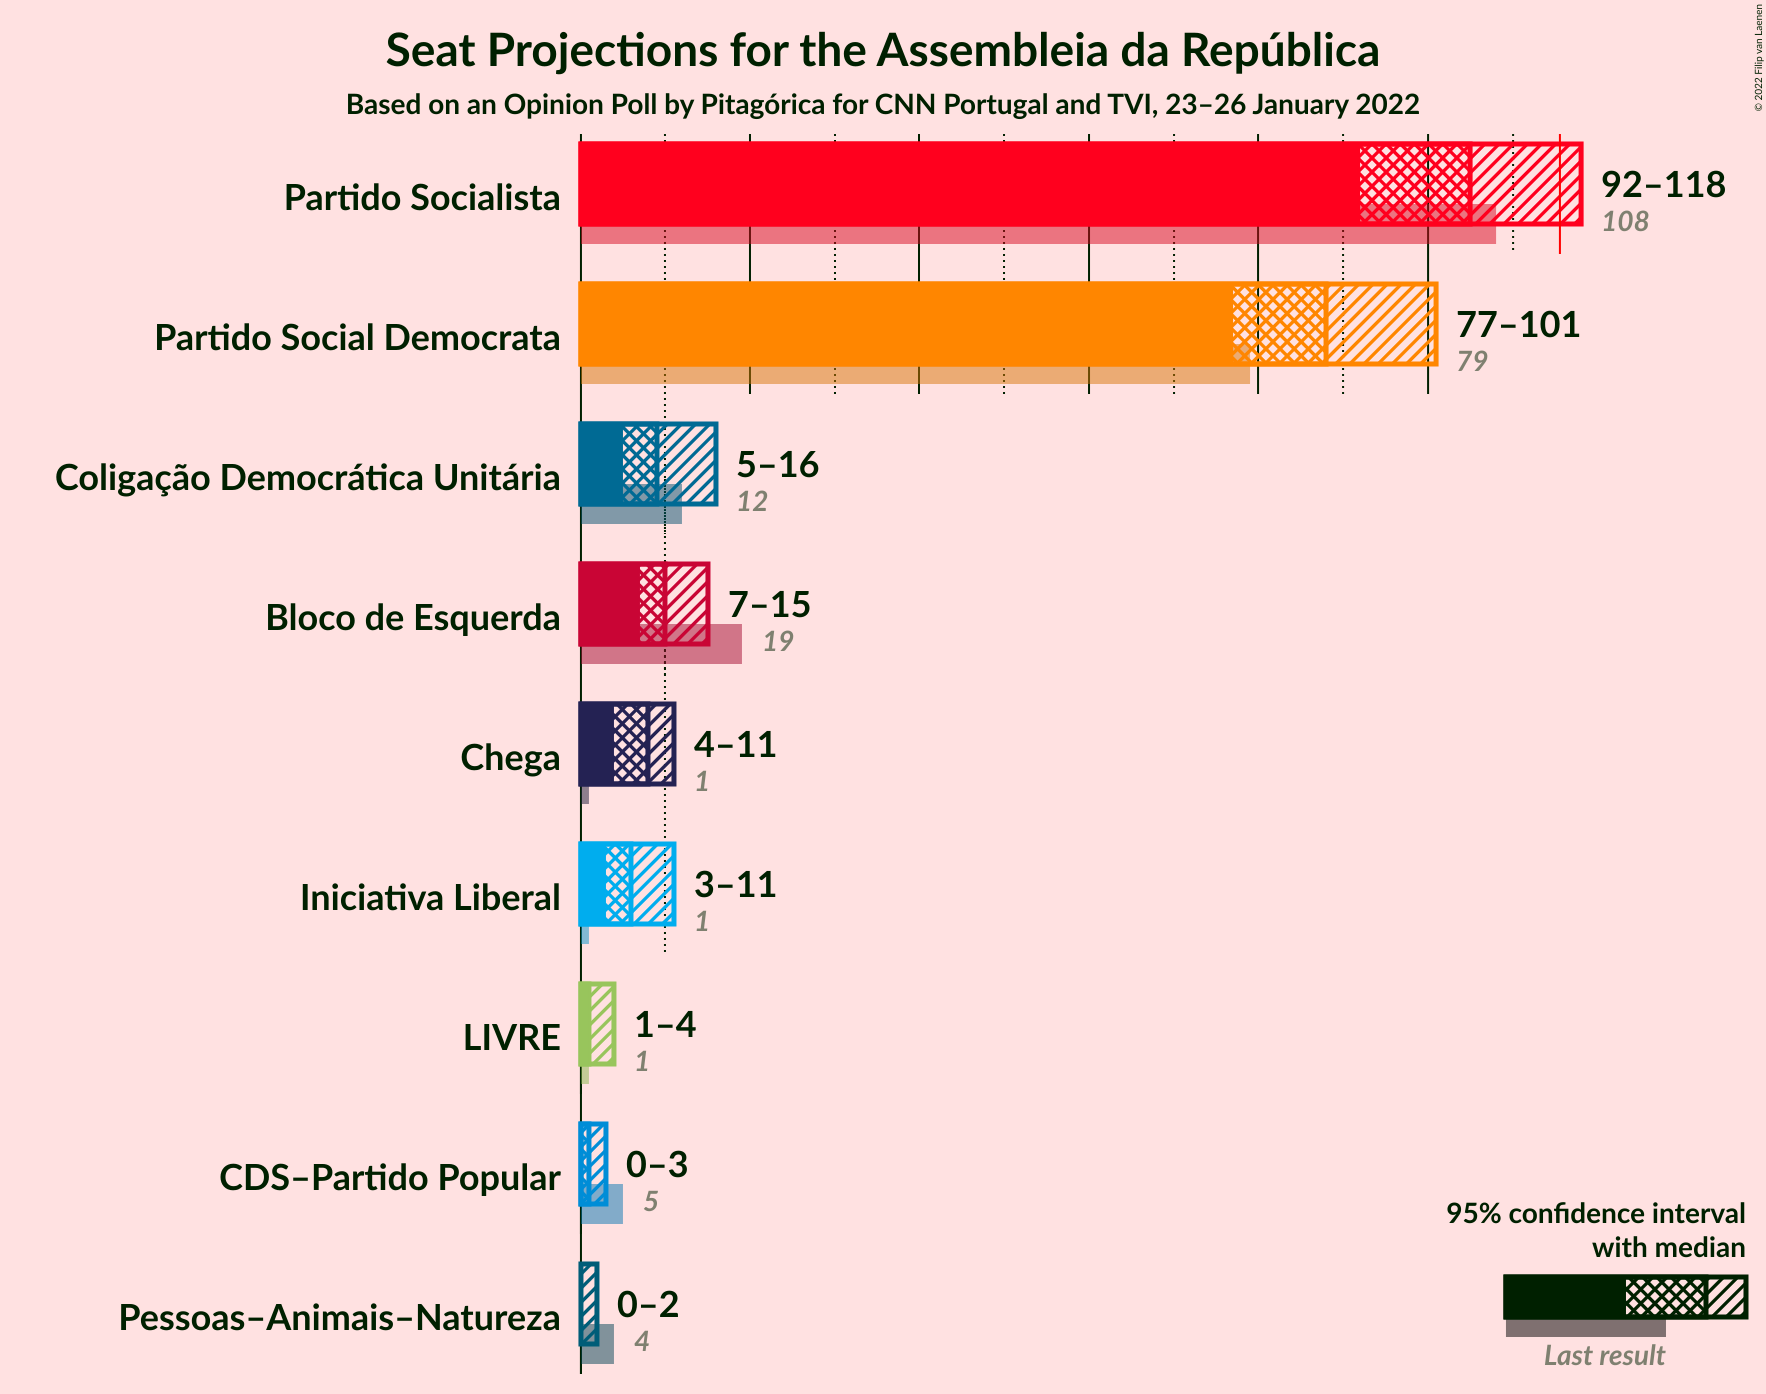 Seat Projections for the Assembleia da República
Based on an Opinion Poll by Pitagórica for CNN Portugal and TVI, 23–26 January 2022
© 2022 Filip van Laenen
Partido Socialista
92–118
108
Partido Social Democrata
77–101
79
Coligação Democrática Unitária
5–16
12
Bloco de Esquerda
7–15
19
Chega
4–11
1
Iniciativa Liberal
3–11
1
LIVRE
1–4
1
CDS–Partido Popular
0–3
5
Pessoas–Animais–Natureza
0–2
4
95% confidence interval
with median
Last result